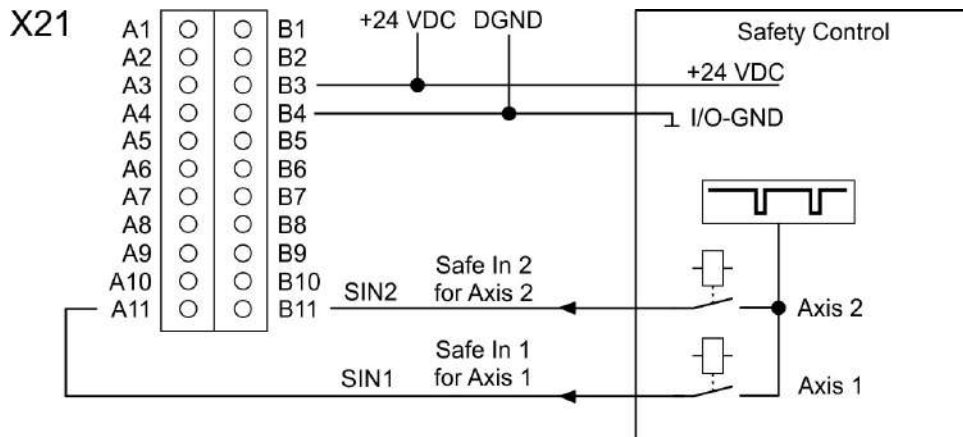 X21
+24 VDC DGND
Safety Control
A1 B1
A2 B2
A3 B3
+24 VDC
A4 B4
I/O-GND
A5 B5
A6 B6
A7 B7
A8 B8
A9 B9
A10 B10
A11 B11
SIN2
Safe In 2
for Axis 2
Axis 2
SIN1
Safe In 1
for Axis 1
Axis 1